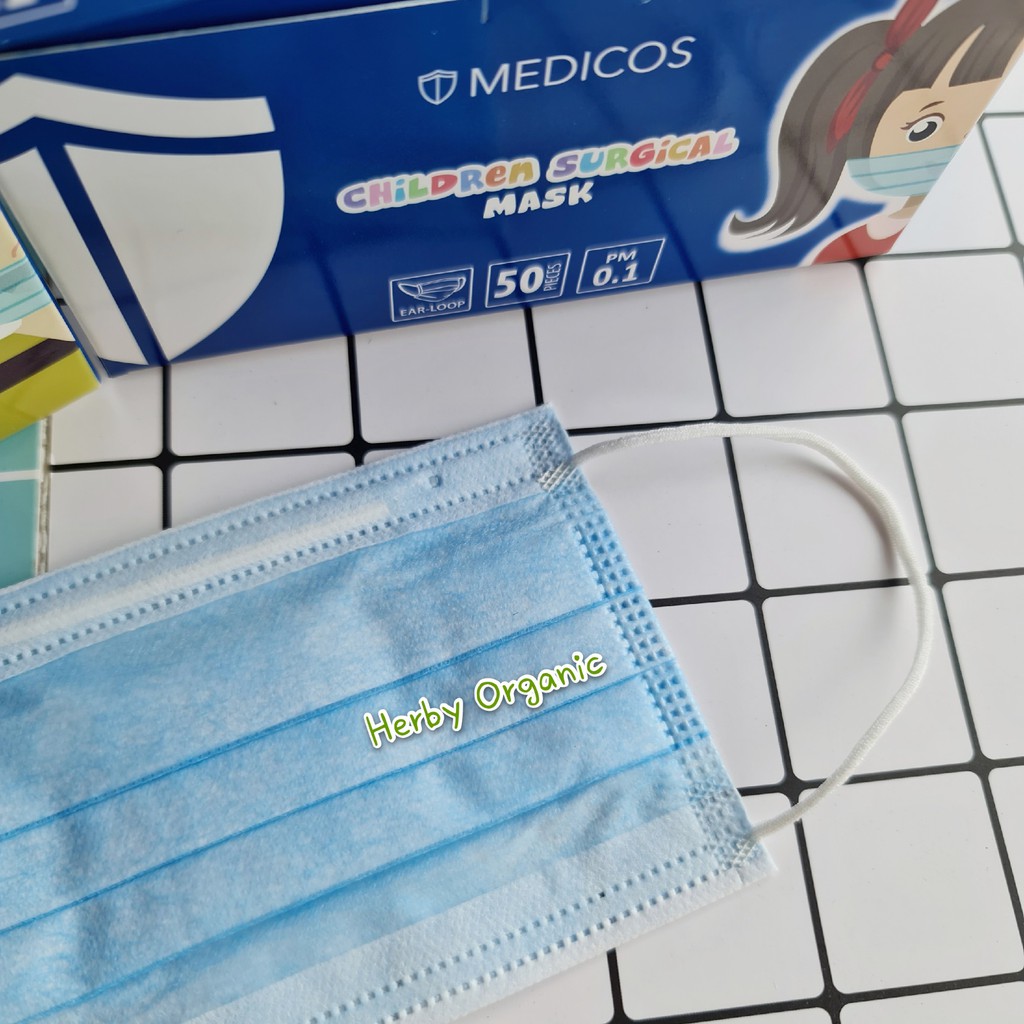 MEDICOS
CHiLDREN SURGiCAL
MASK
EAR-LOOP
50 PIECES
PM
0.1
Herby Organic